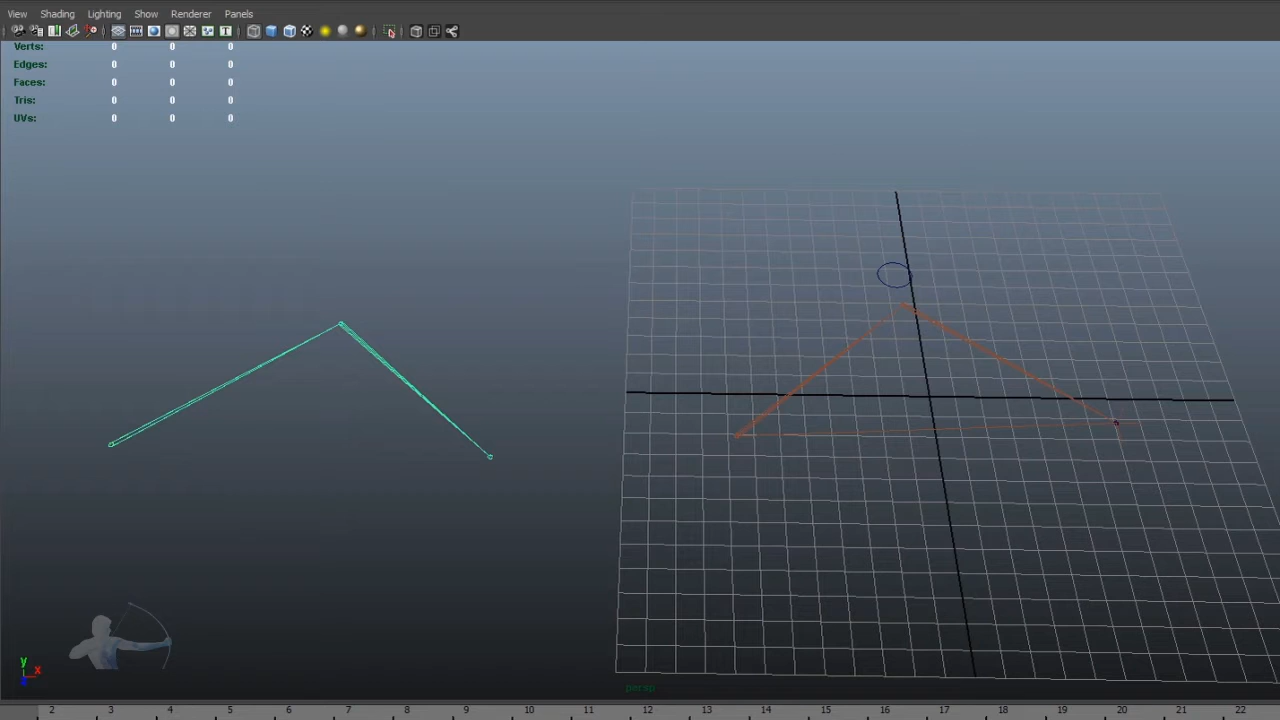 View Shading Lighting Show Renderer Panels
Verts: 0 0 0
Edges: 0 0 0
Faces: 0 0 0
Tris: 0 0 0
UVs: 0 0 0
y
x
persp
2 3 4 5 6 7 8 9 10 11 12 13 14 15 16 17 18 19 20 21 22